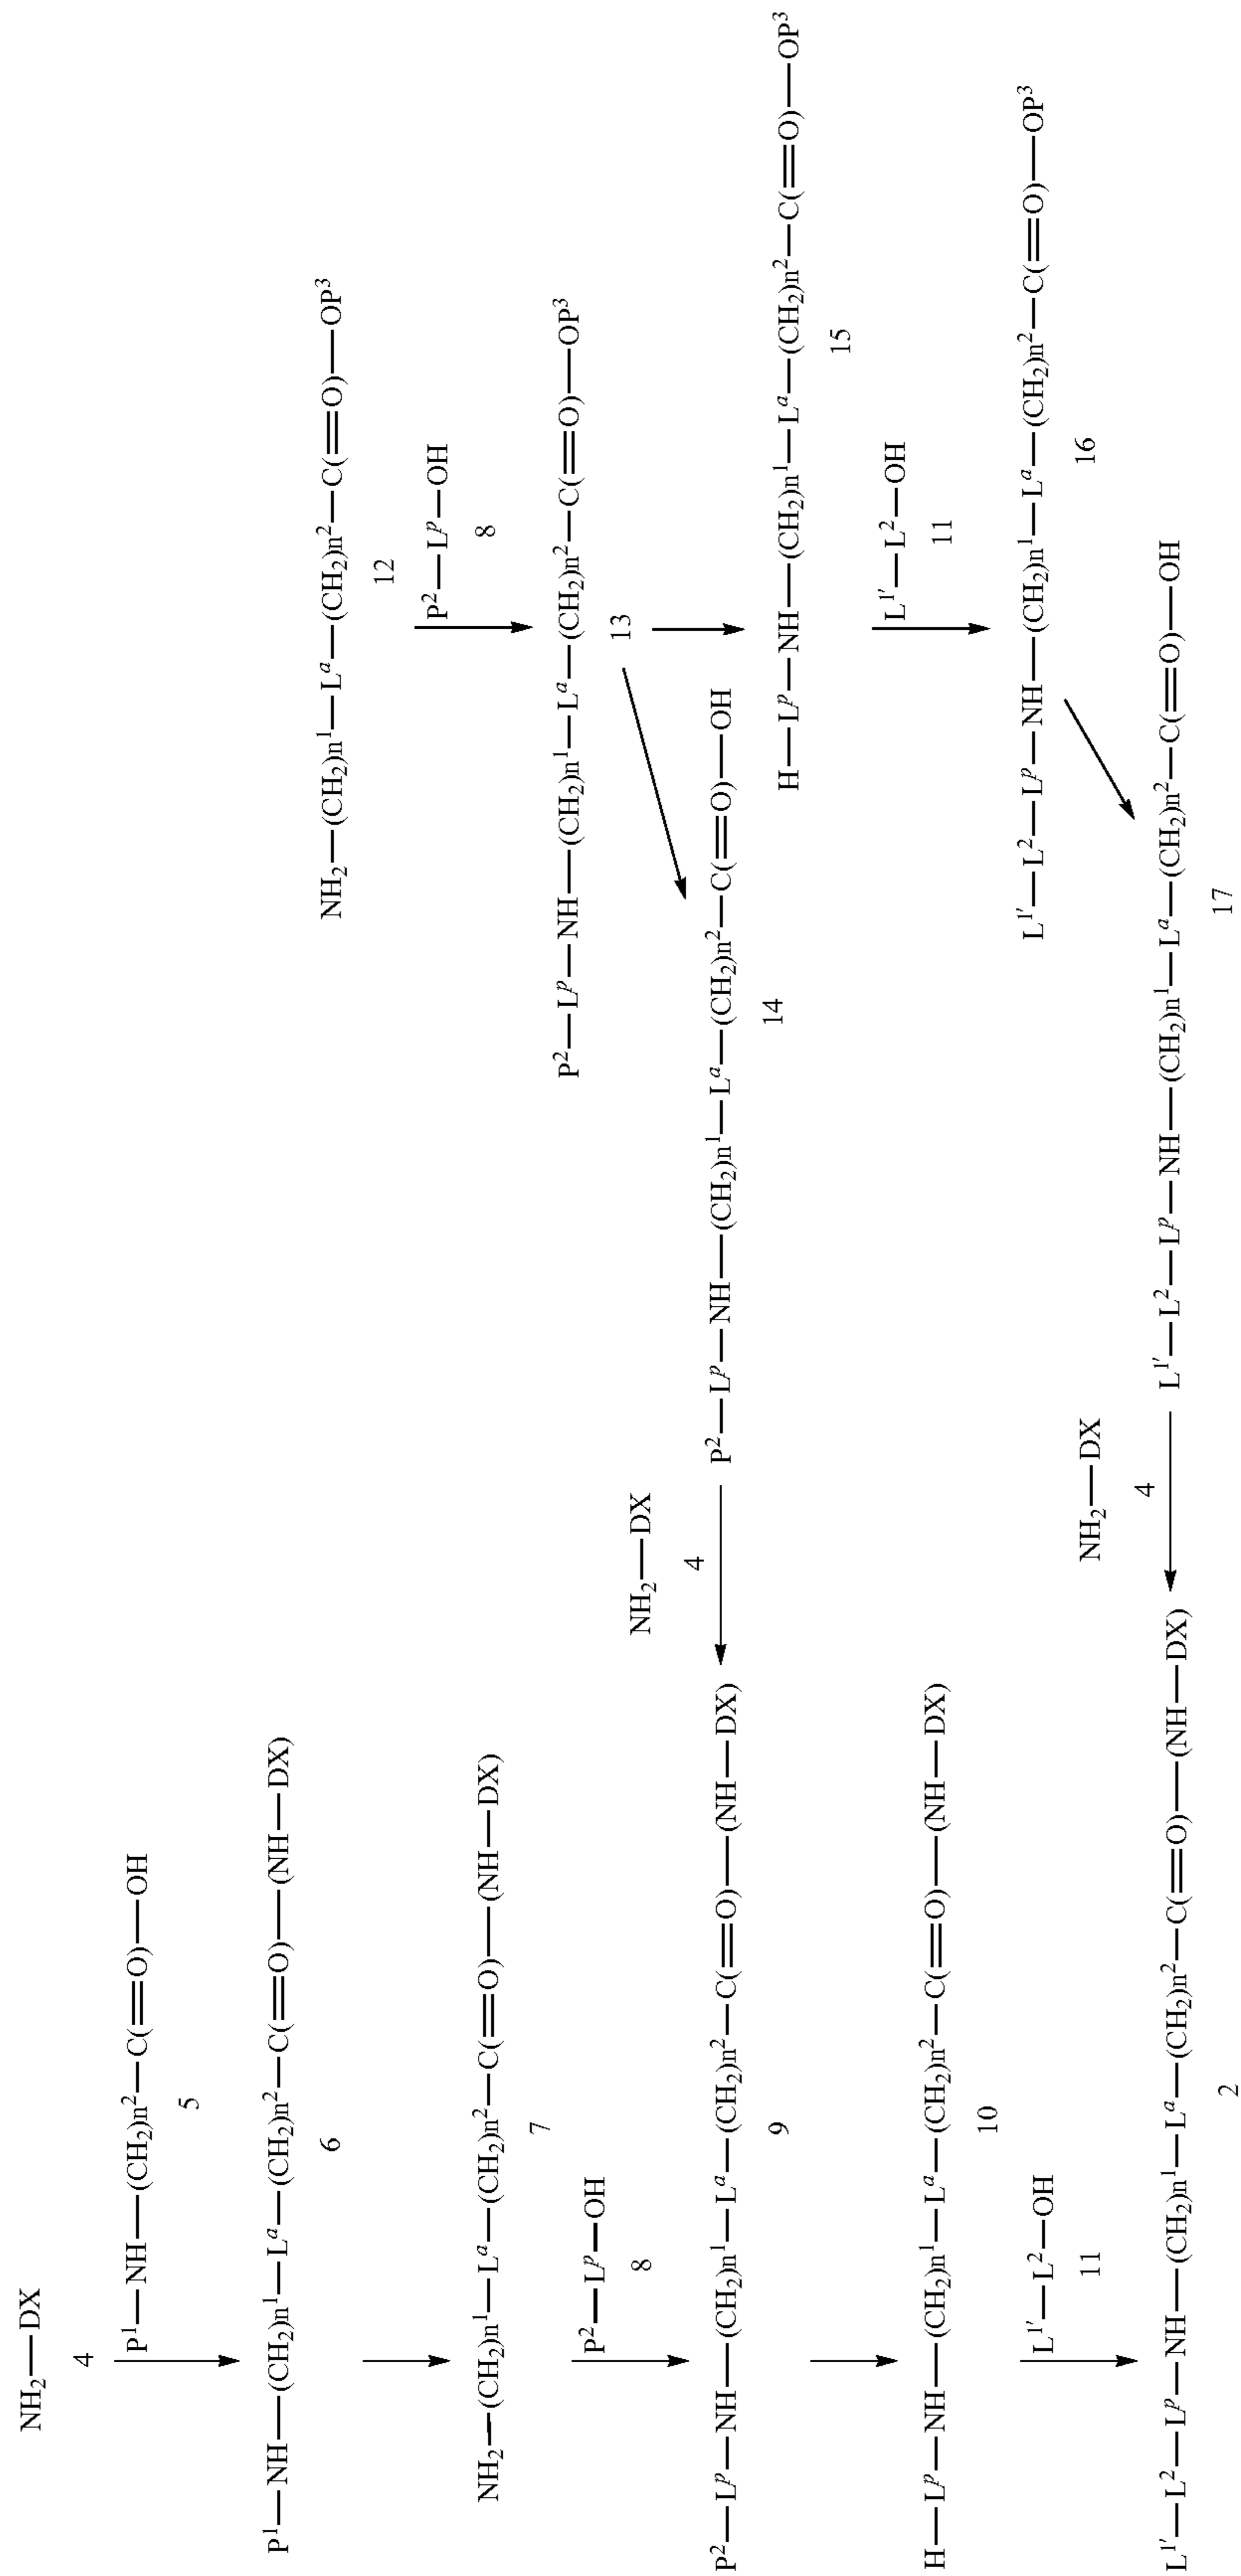 NH2—DX
4
P1—NH—(CH2)n2—C(=O)—OH
5
P1—NH—(CH2)n1—La—(CH2)n2—C(=O)—(NH—DX)
6
NH2—(CH2)n1—La—(CH2)n2—C(=O)—(NH—DX)
7
P2—Lp—OH
8
P2—Lp—NH—(CH2)n1—La—(CH2)n2—C(=O)—(NH—DX)
9
H—Lp—NH—(CH2)n1—La—(CH2)n2—C(=O)—(NH—DX)
10
L1'—L2—OH
11
L1'—L2—Lp—NH—(CH2)n1—La—(CH2)n2—C(=O)—(NH—DX)
2
NH2—DX
4
P2—Lp—NH—(CH2)n1—La—(CH2)n2—C(=O)—OH
14
NH2—(CH2)n1—La—(CH2)n2—C(=O)—OP3
12
P2—Lp—OH
8
P2—Lp—NH—(CH2)n1—La—(CH2)n2—C(=O)—OP3
13
H—Lp—NH—(CH2)n1—La—(CH2)n2—C(=O)—OP3
15
L1'—L2—OH
11
L1'—L2—Lp—NH—(CH2)n1—La—(CH2)n2—C(=O)—OP3
16
L1'—L2—Lp—NH—(CH2)n1—La—(CH2)n2—C(=O)—OH
17
NH2—DX
4